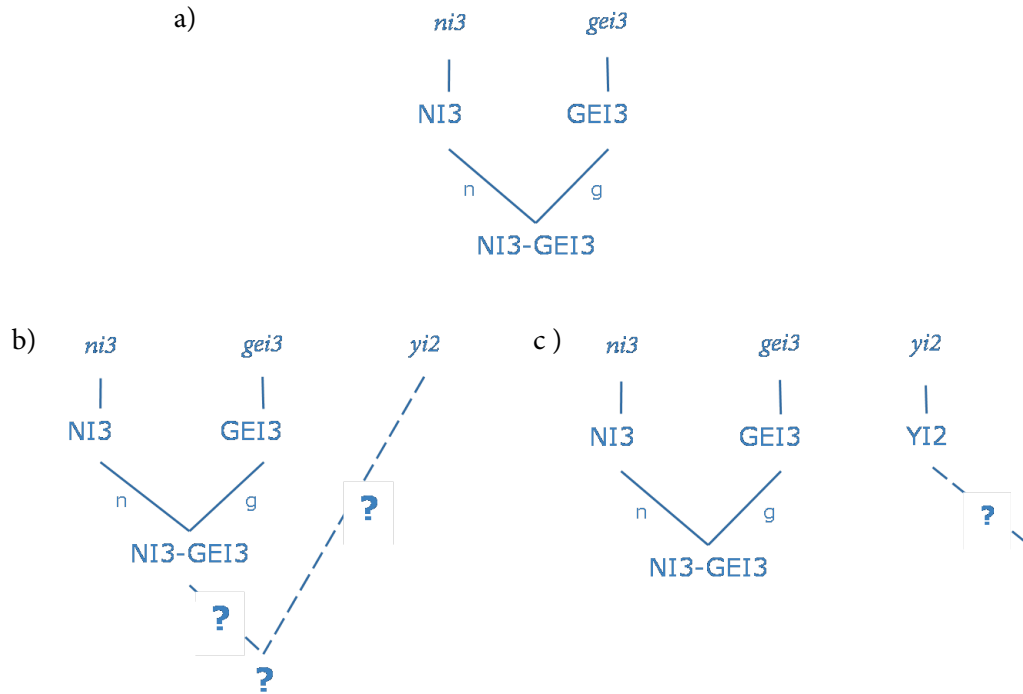 a) ni3 gei3
NI3 GEI3
n g
NI3-GEI3
b) ni3 gei3 yi2
NI3 GEI3
n g ?
NI3-GEI3
?
?
c ) ni3 gei3 yi2
NI3 GEI3 YI2
n g ?
NI3-GEI3